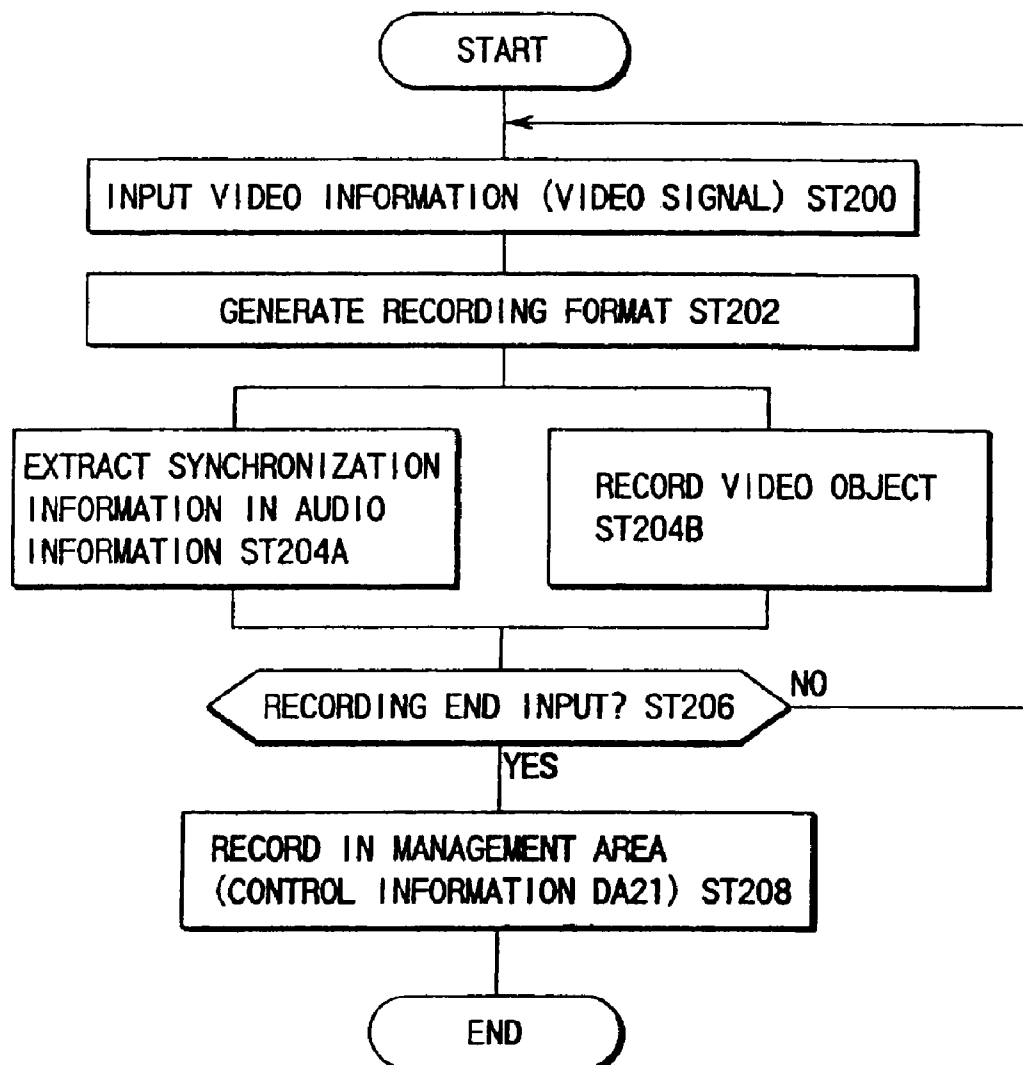 START
INPUT VIDEO INFORMATION (VIDEO SIGNAL) ST200
GENERATE RECORDING FORMAT ST202
EXTRACT SYNCHRONIZATION
INFORMATION IN AUDIO
INFORMATION ST204A
RECORD VIDEO OBJECT
ST204B
RECORDING END INPUT? ST206
NO
YES
RECORD IN MANAGEMENT AREA
(CONTROL INFORMATION DA21) ST208
END